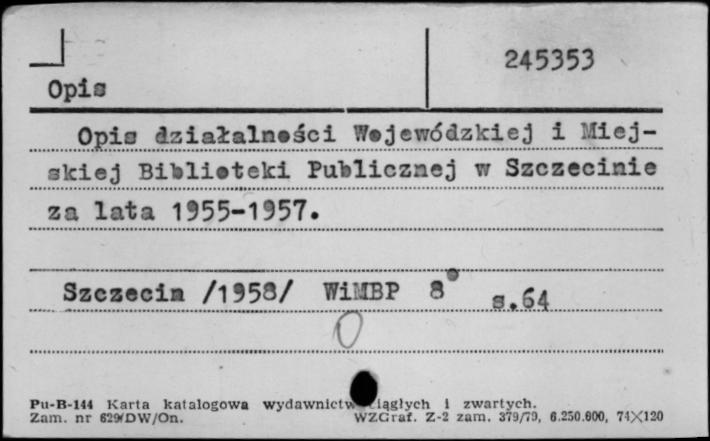 245353
Opis
Opis działalności Wojewódzkiej i Miej-
skiej Biblioteki Publicznej w Szczecinie
za lata 1955-1957.
Szczecin /1958/ WiMBP 8° s.64
0
Pu-B-144 Karta katalogowa wydawnictw ciągłych i zwartych.
Zam. nr 629/DW/On. WZGraf. Z-2 zam. 379/79, 6.250.000, 74×120